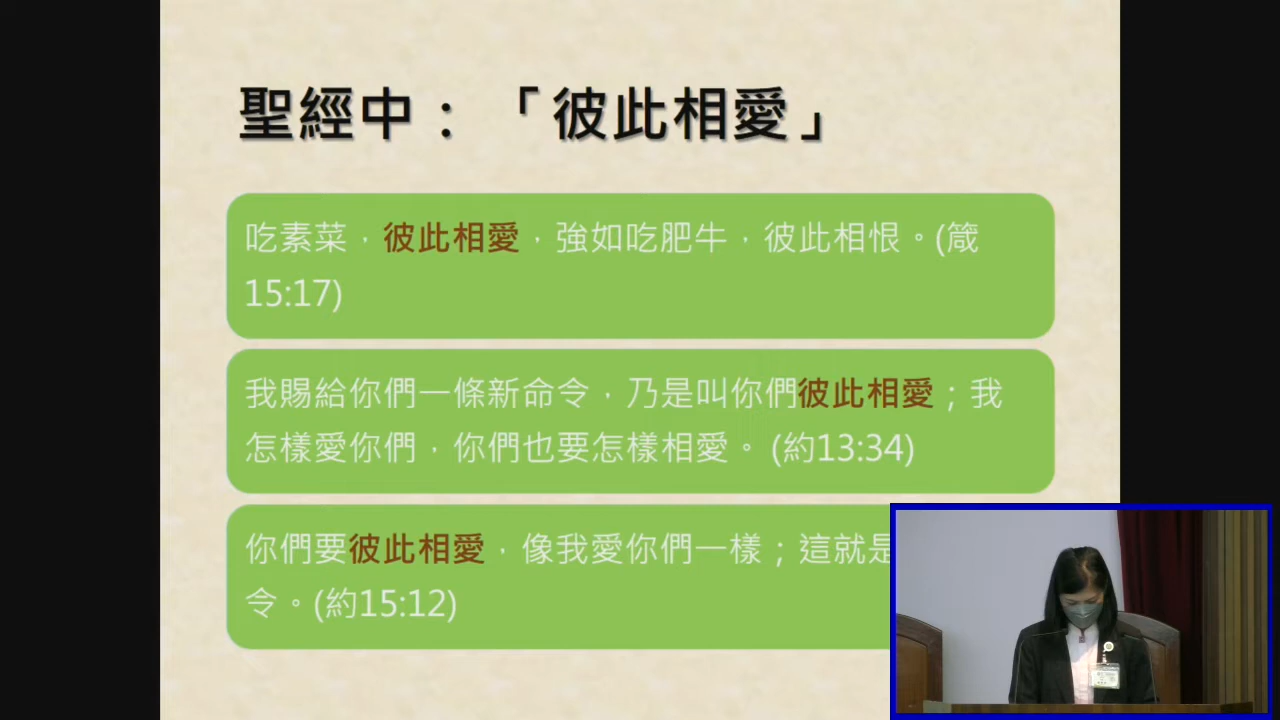 聖經中：「彼此相愛」
吃素菜，彼此相愛，強如吃肥牛，彼此相恨。(箴
15:17)
我賜給你們一條新命令，乃是叫你們彼此相愛；我
怎樣愛你們，你們也要怎樣相愛。(約13:34)
你們要彼此相愛，像我愛你們一樣；這就是
令。(約15:12)